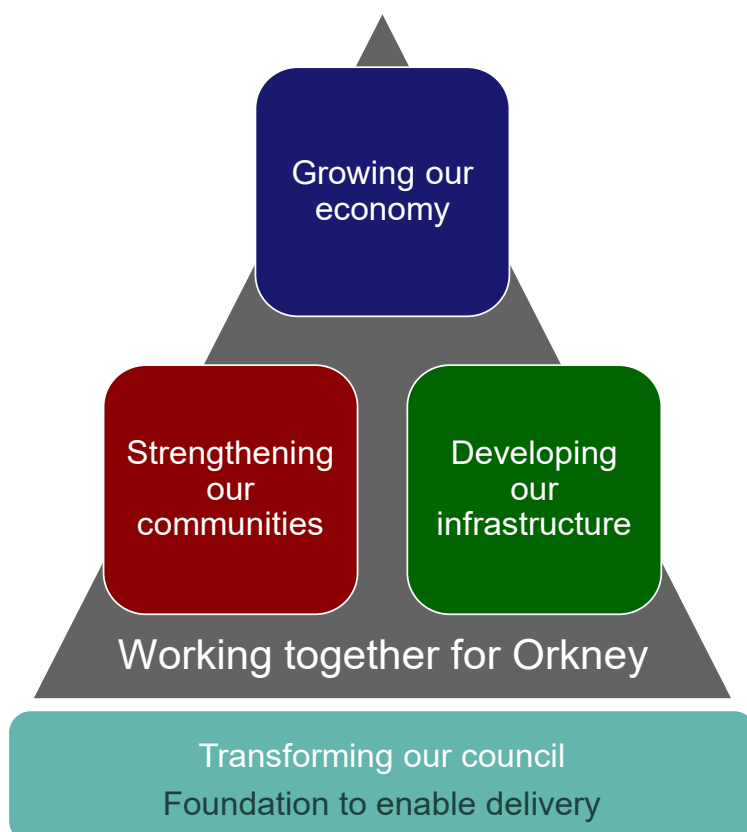 Growing our
economy
Strengthening
our
communities
Developing
our
infrastructure
Working together for Orkney
Transforming our council
Foundation to enable delivery